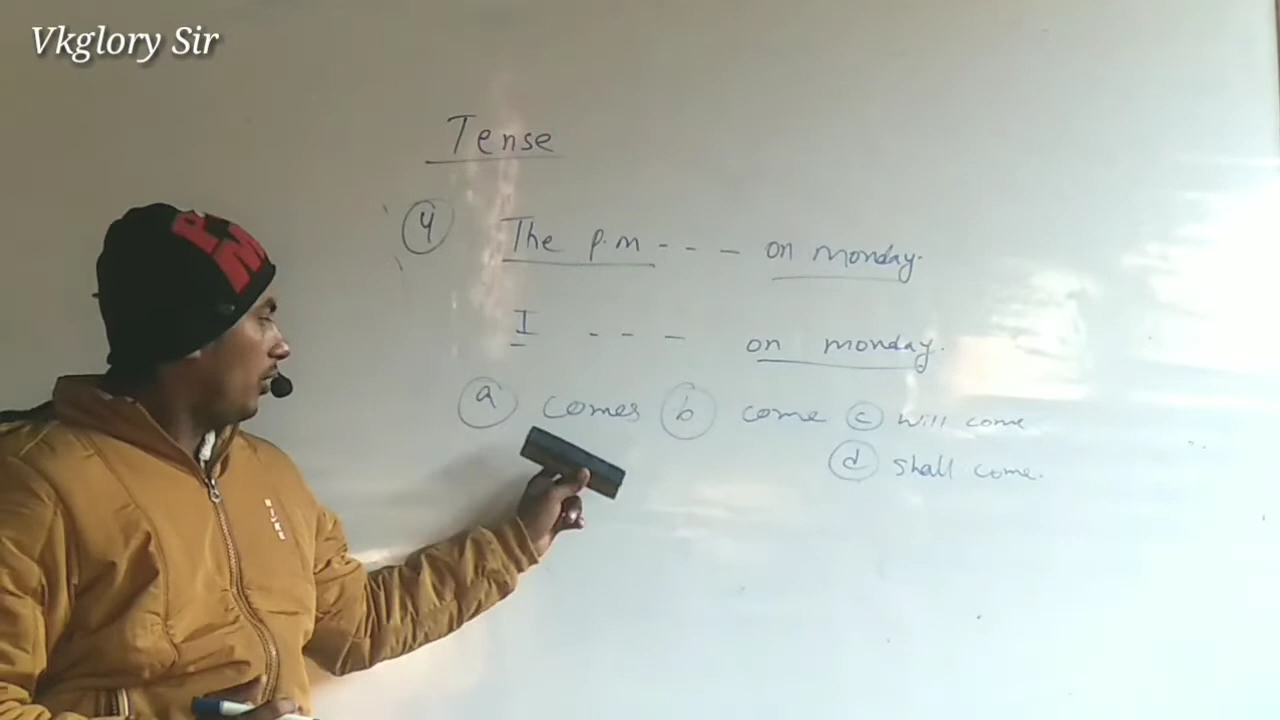 Vkglory Sir
Tense
4 The P.M - - - on monday.
I - - - on monday.
a comes b come c will come
d shall come.